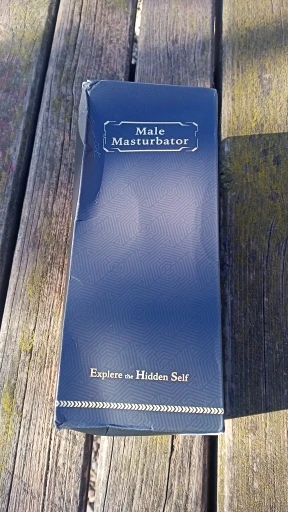 Male
Masturbator
Explere the Hidden Self